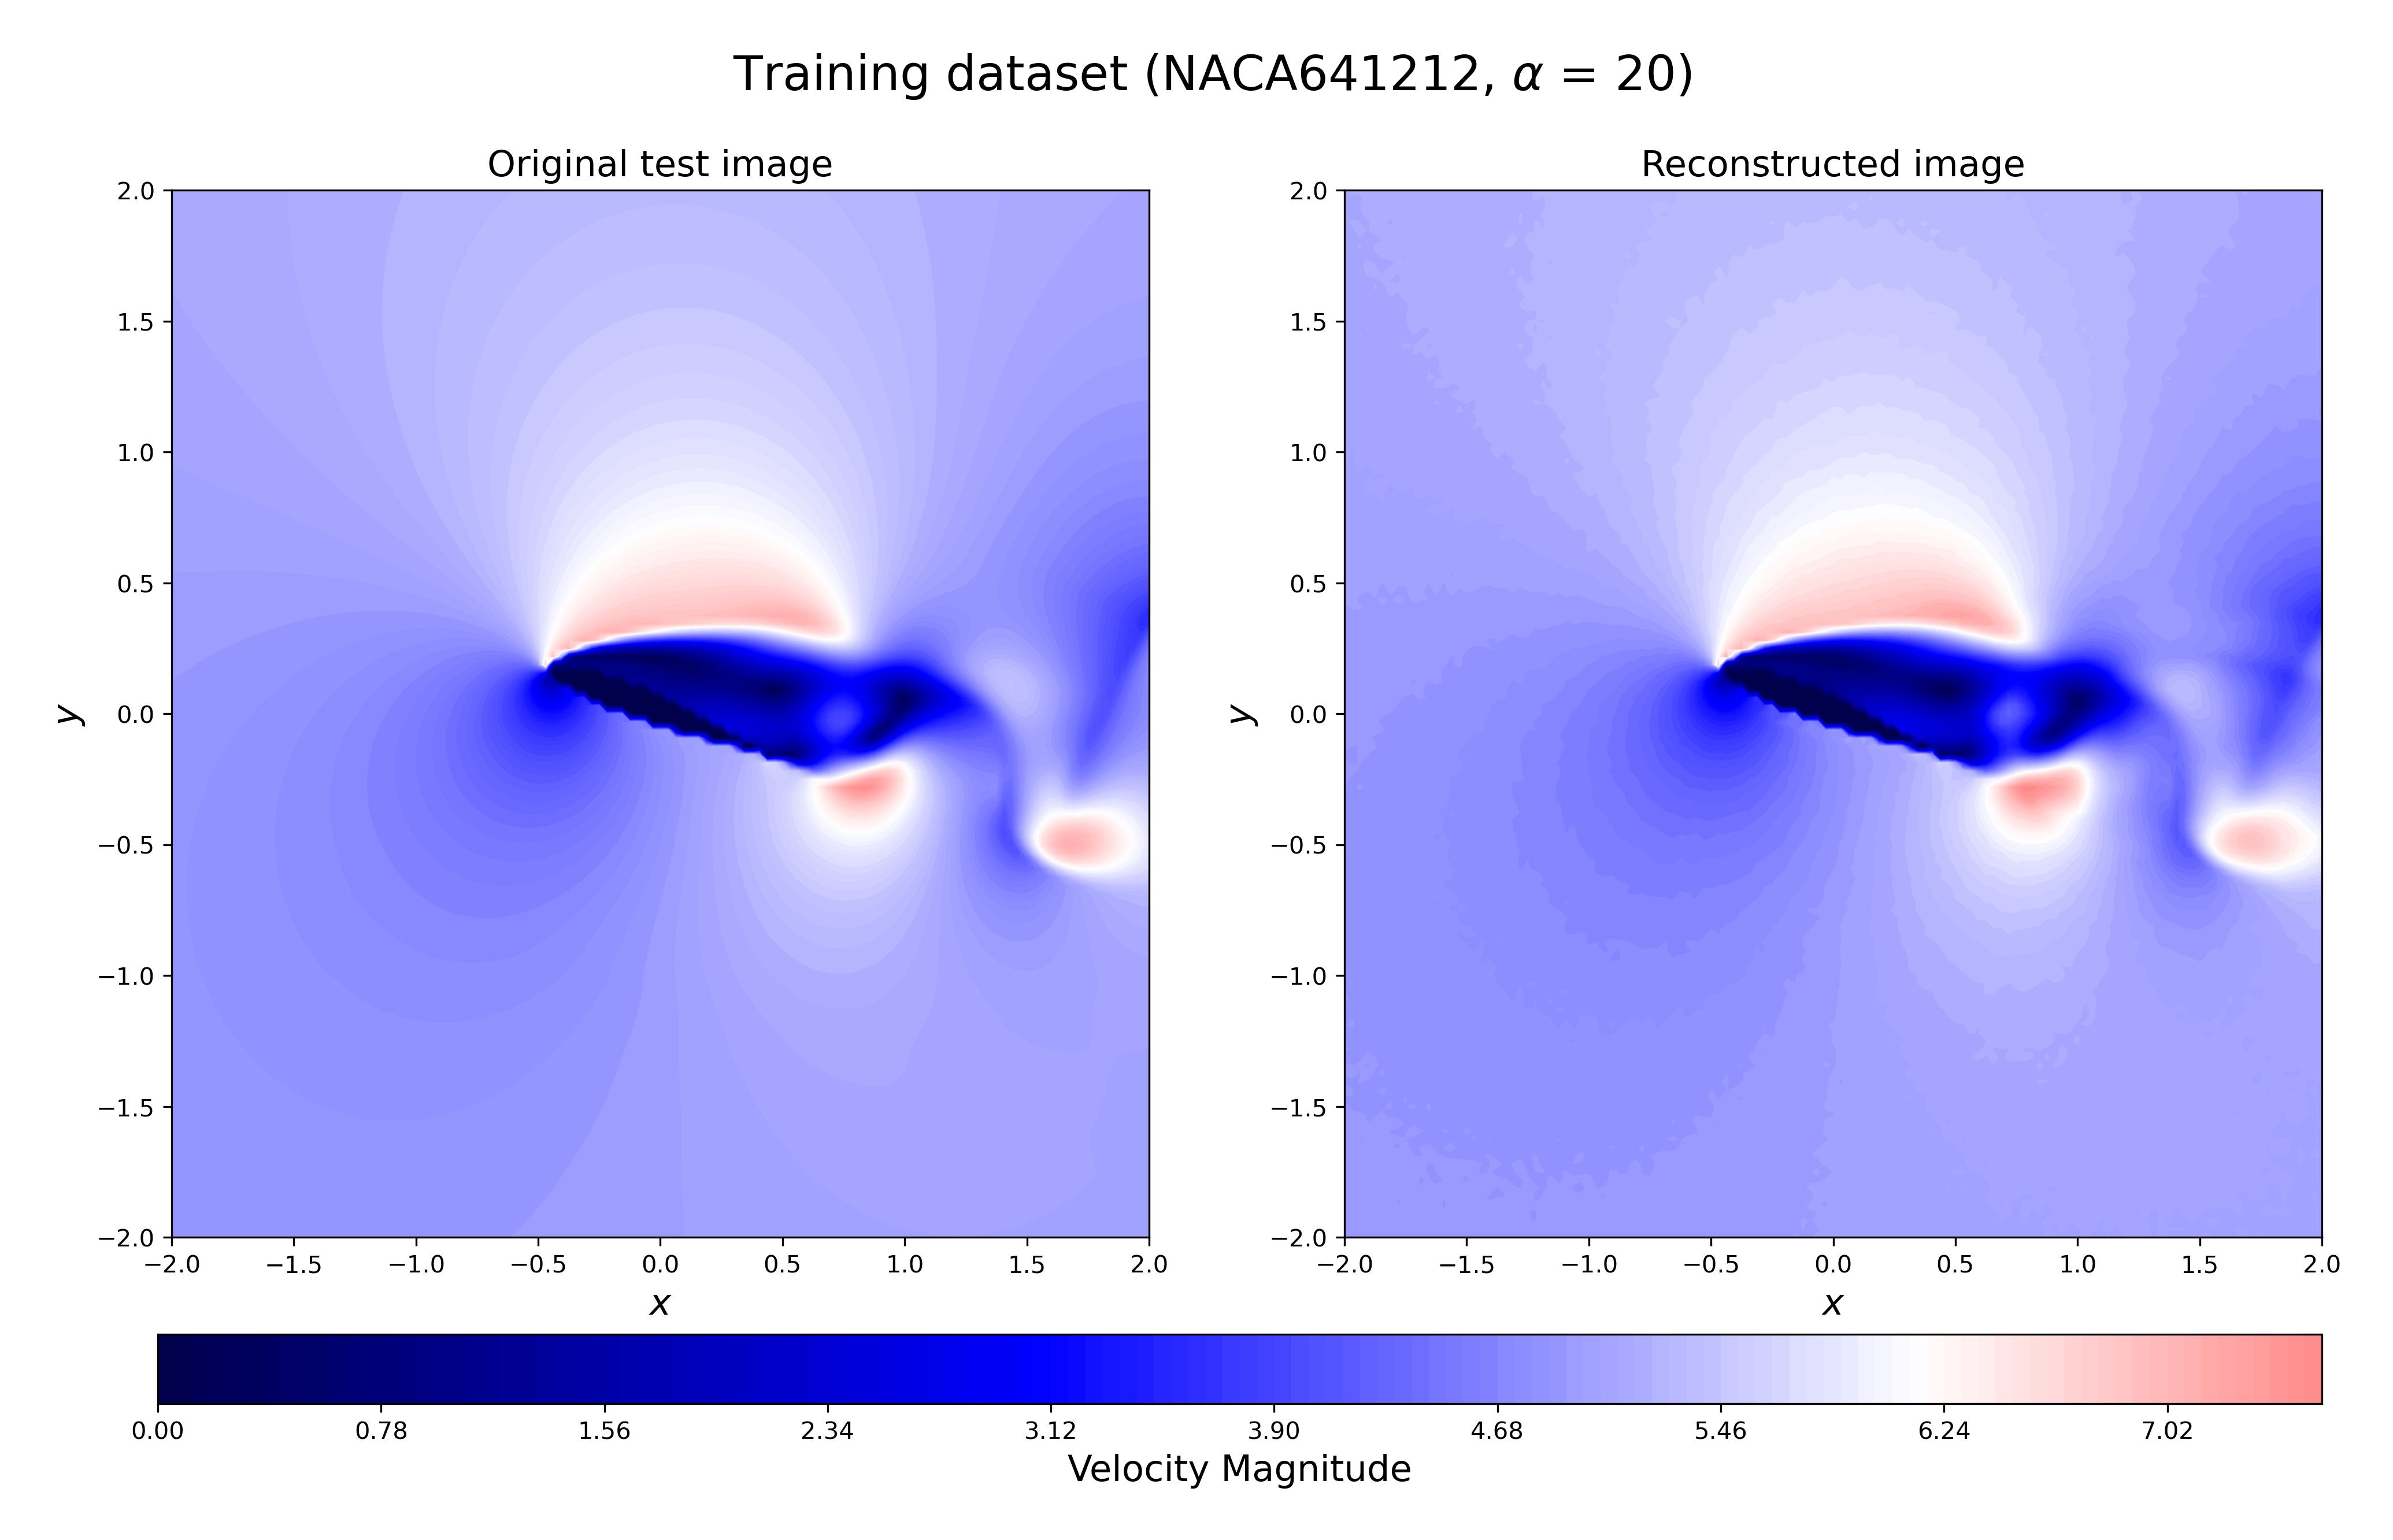 Training dataset (NACA641212, α = 20)
Original test image
Reconstructed image
2.0
1.5
1.0
0.5
0.0
−0.5
−1.0
−1.5
−2.0
y
−2.0 −1.5 −1.0 −0.5 0.0 0.5 1.0 1.5 2.0
x
2.0
1.5
1.0
0.5
0.0
−0.5
−1.0
−1.5
−2.0
y
−2.0 −1.5 −1.0 −0.5 0.0 0.5 1.0 1.5 2.0
x
0.00 0.78 1.56 2.34 3.12 3.90 4.68 5.46 6.24 7.02
Velocity Magnitude